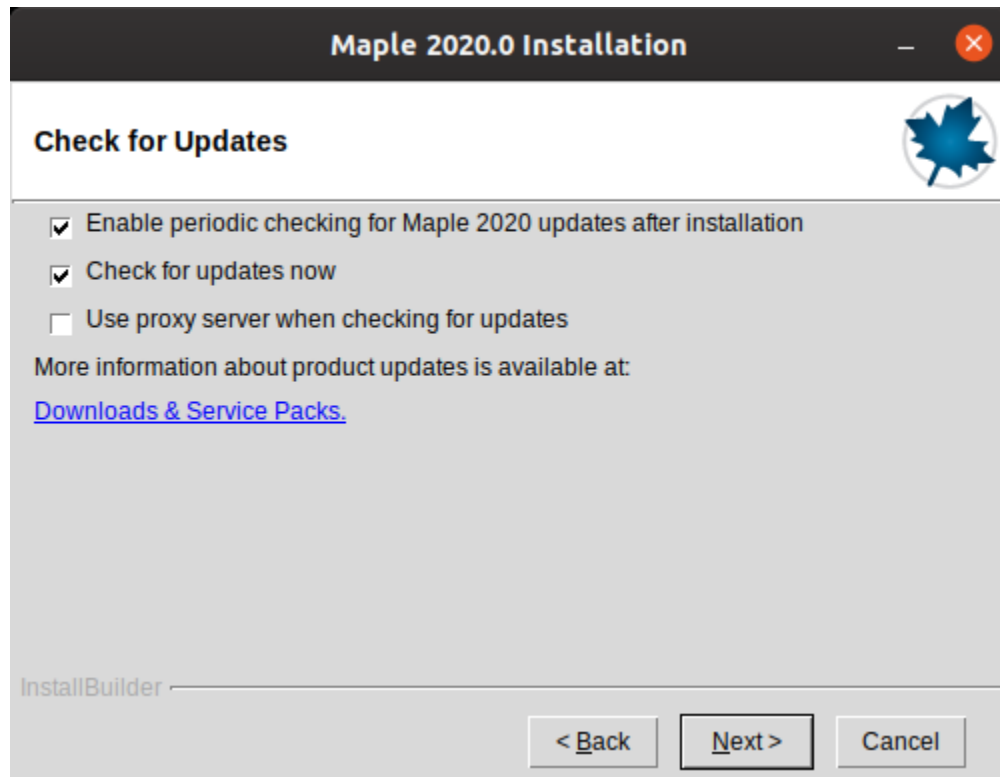 Maple 2020.0 Installation
Check for Updates
Enable periodic checking for Maple 2020 updates after installation
Check for updates now
Use proxy server when checking for updates
More information about product updates is available at:
Downloads & Service Packs.
InstallBuilder
< Back Next > Cancel